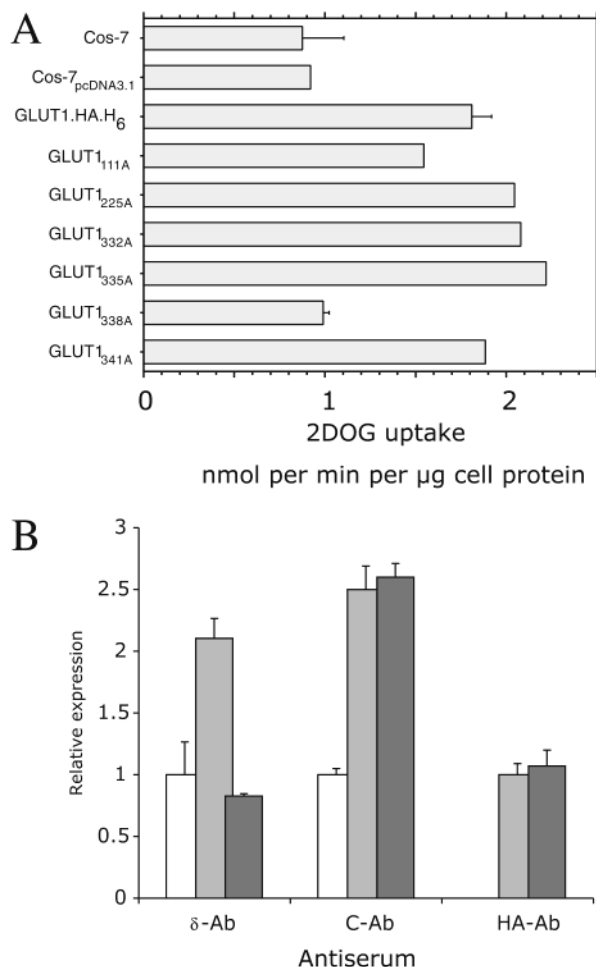 A
Cos-7
Cos-7pcDNA3.1
GLUT1.HA.H6
GLUT1111A
GLUT1225A
GLUT1332A
GLUT1335A
GLUT1338A
GLUT1341A
0 1 2
2DOG uptake
nmol per min per µg cell protein
B
3
2.5
2
1.5
1
0.5
0
Relative expression
δ-Ab C-Ab HA-Ab
Antiserum